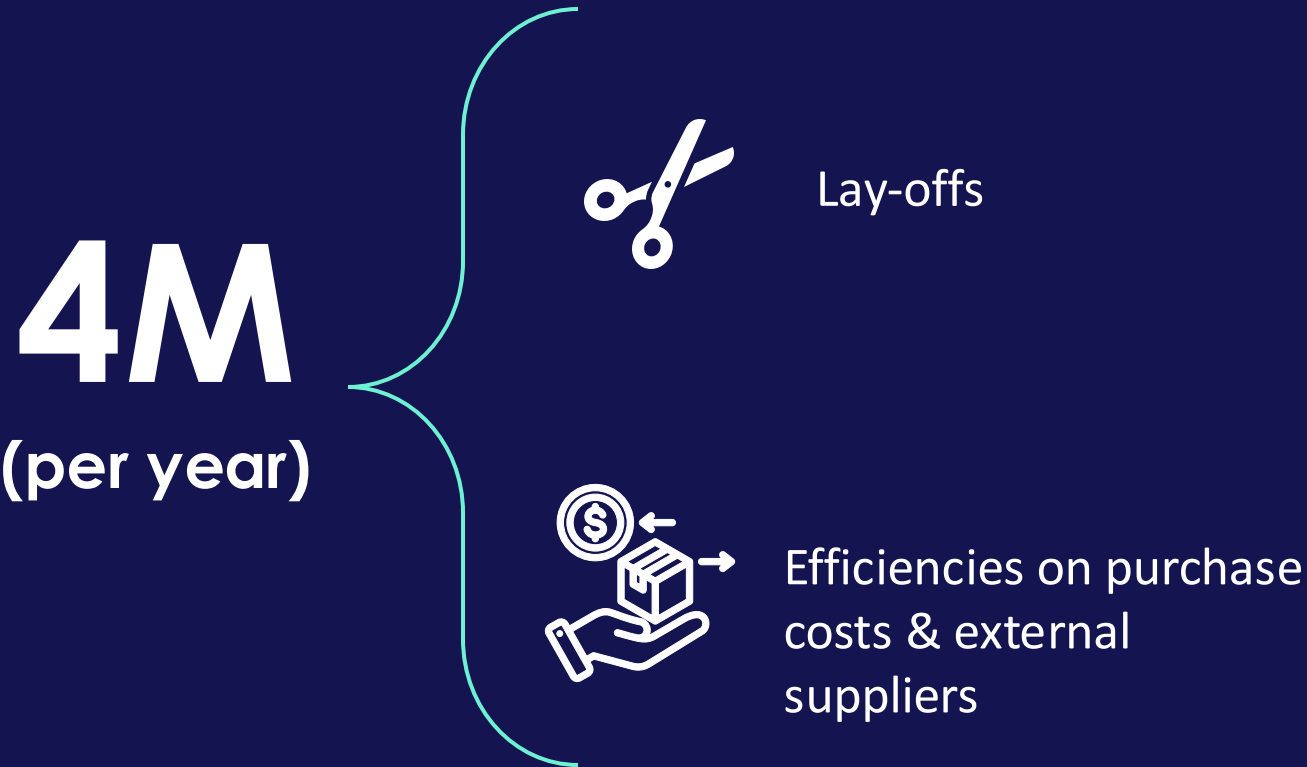 4M
(per year)
Lay-offs
$
Efficiencies on purchase
costs & external
suppliers